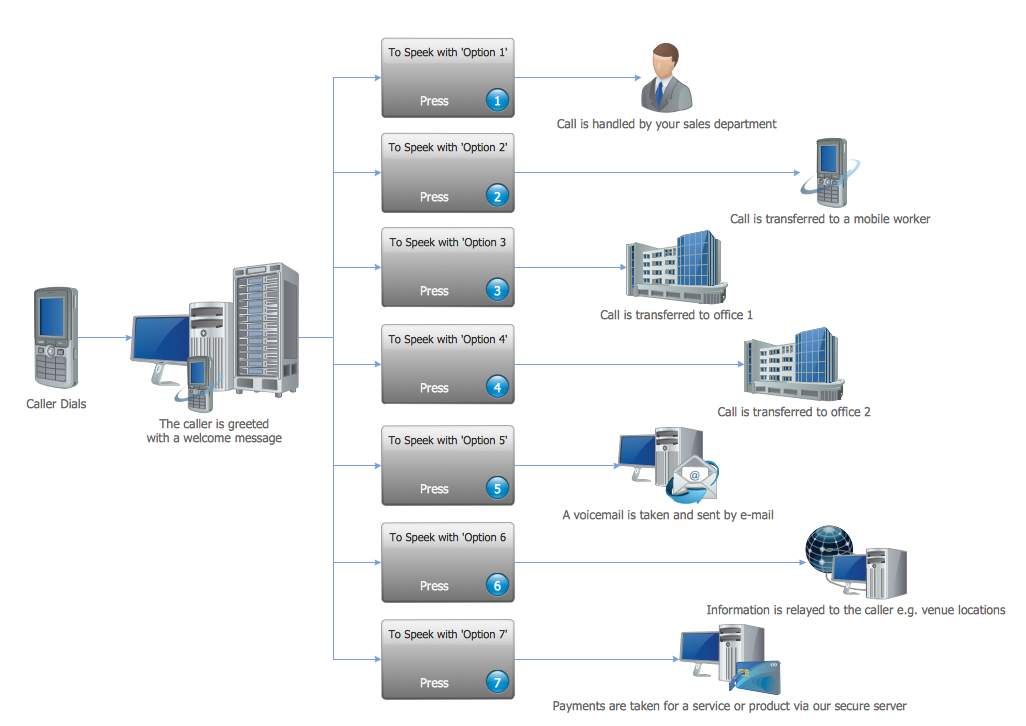 To Speek with 'Option 1'
Press
1
Call is handled by your sales department
To Speek with 'Option 2'
Press
2
Call is transferred to a mobile worker
To Speek with 'Option 3
Press
3
Call is transferred to office 1
Caller Dials
The caller is greeted
with a welcome message
To Speek with 'Option 4'
Press
4
Call is transferred to office 2
To Speek with 'Option 5'
Press
5
@
A voicemail is taken and sent by e-mail
To Speek with 'Option 6
Press
6
Information is relayed to the caller e.g. venue locations
To Speek with 'Option 7'
Press
7
Payments are taken for a service or product via our secure server